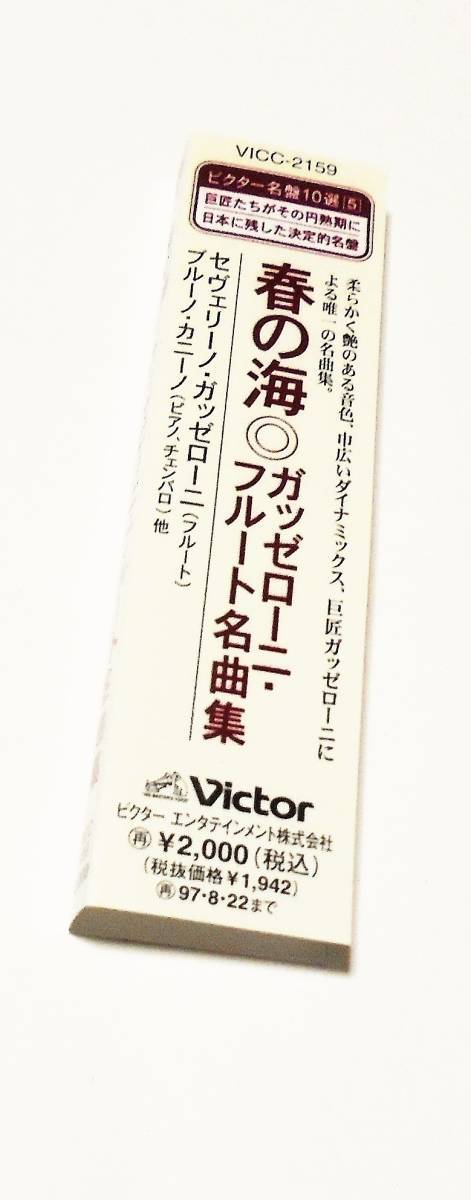 VICC-2159
ビクター名盤10選[5]
巨匠たちがその円熟期に
日本に残した決定的名盤
柔らかく艶のある音色、巾広いダイナミックス、巨匠ガッゼローニに
よる唯一の名曲集。
春の海◎ガッゼローニ・
フルート名曲集
セヴェリーノ・ガッゼローニ(フルート)
ブルーノ・カニーノ(ピアノ、チェンバロ)他
Victor
ビクター エンタテインメント株式会社
再 ¥2,000(税込)
(税抜価格¥1,942)
再 97・8・22まで